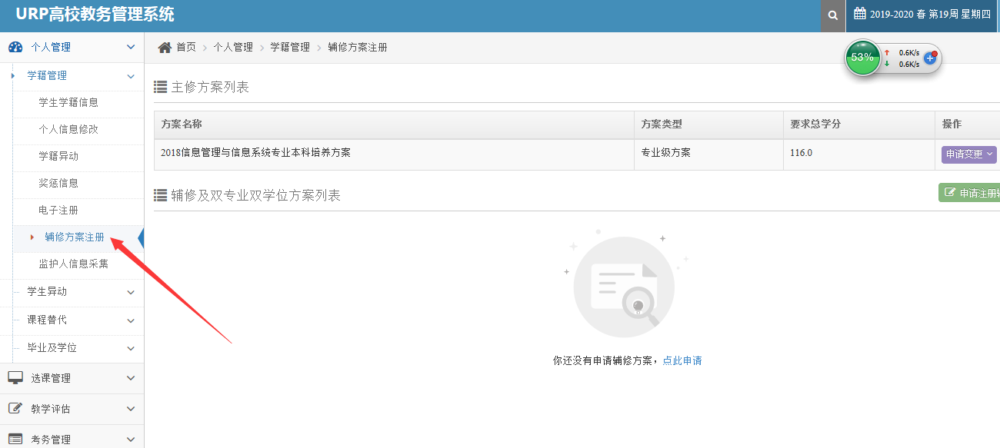 URP高校教务管理系统
2019-2020 春 第19周 星期四
个人管理
首页 > 个人管理 > 学籍管理 > 辅修方案注册
53%
0.6K/s
0.6K/s
学籍管理
学生学籍信息
个人信息修改
学籍异动
奖惩信息
电子注册
辅修方案注册
监护人信息采集
学生异动
课程替代
毕业及学位
选课管理
教学评估
考务管理
主修方案列表
方案名称 方案类型 要求总学分 操作
2018信息管理与信息系统专业本科培养方案 专业级方案 116.0 申请变更
辅修及双专业双学位方案列表
申请注册
你还没有申请辅修方案，点此申请